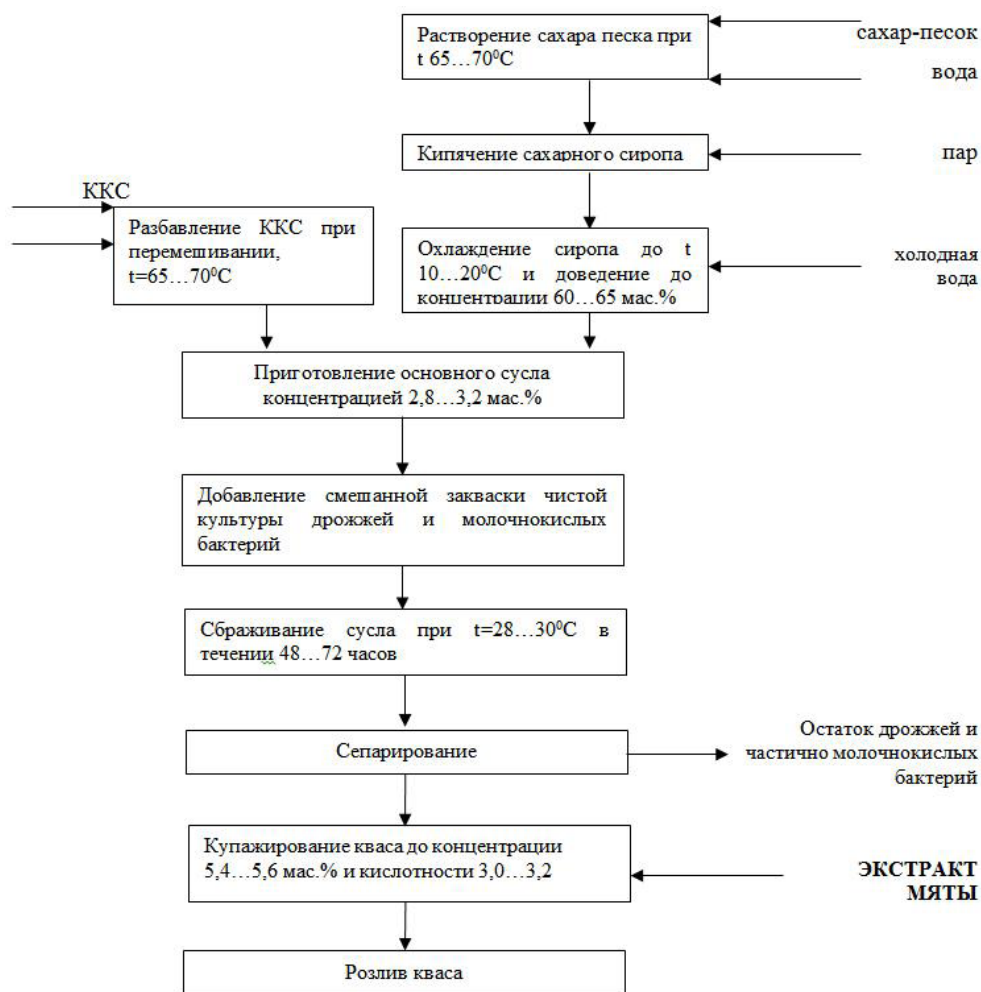 Растворение сахара песка при
t 65…70⁰С
сахар-песок
вода
Кипячение сахарного сиропа
пар
ККС
Разбавление ККС при
перемешивании,
t=65…70⁰С
Охлаждение сиропа до t
10…20⁰С и доведение до
концентрации 60…65 мас.%
холодная
вода
Приготовление основного сусла
концентрацией 2,8…3,2 мас.%
Добавление смешанной закваски чистой
культуры дрожжей и молочнокислых
бактерий
Сбраживание сусла при t=28…30⁰С в
течении 48…72 часов
Сепарирование
Остаток дрожжей и
частично молочнокислых
бактерий
Купажирование кваса до концентрации
5,4…5,6 мас.% и кислотности 3,0…3,2
ЭКСТРАКТ
МЯТЫ
Розлив кваса